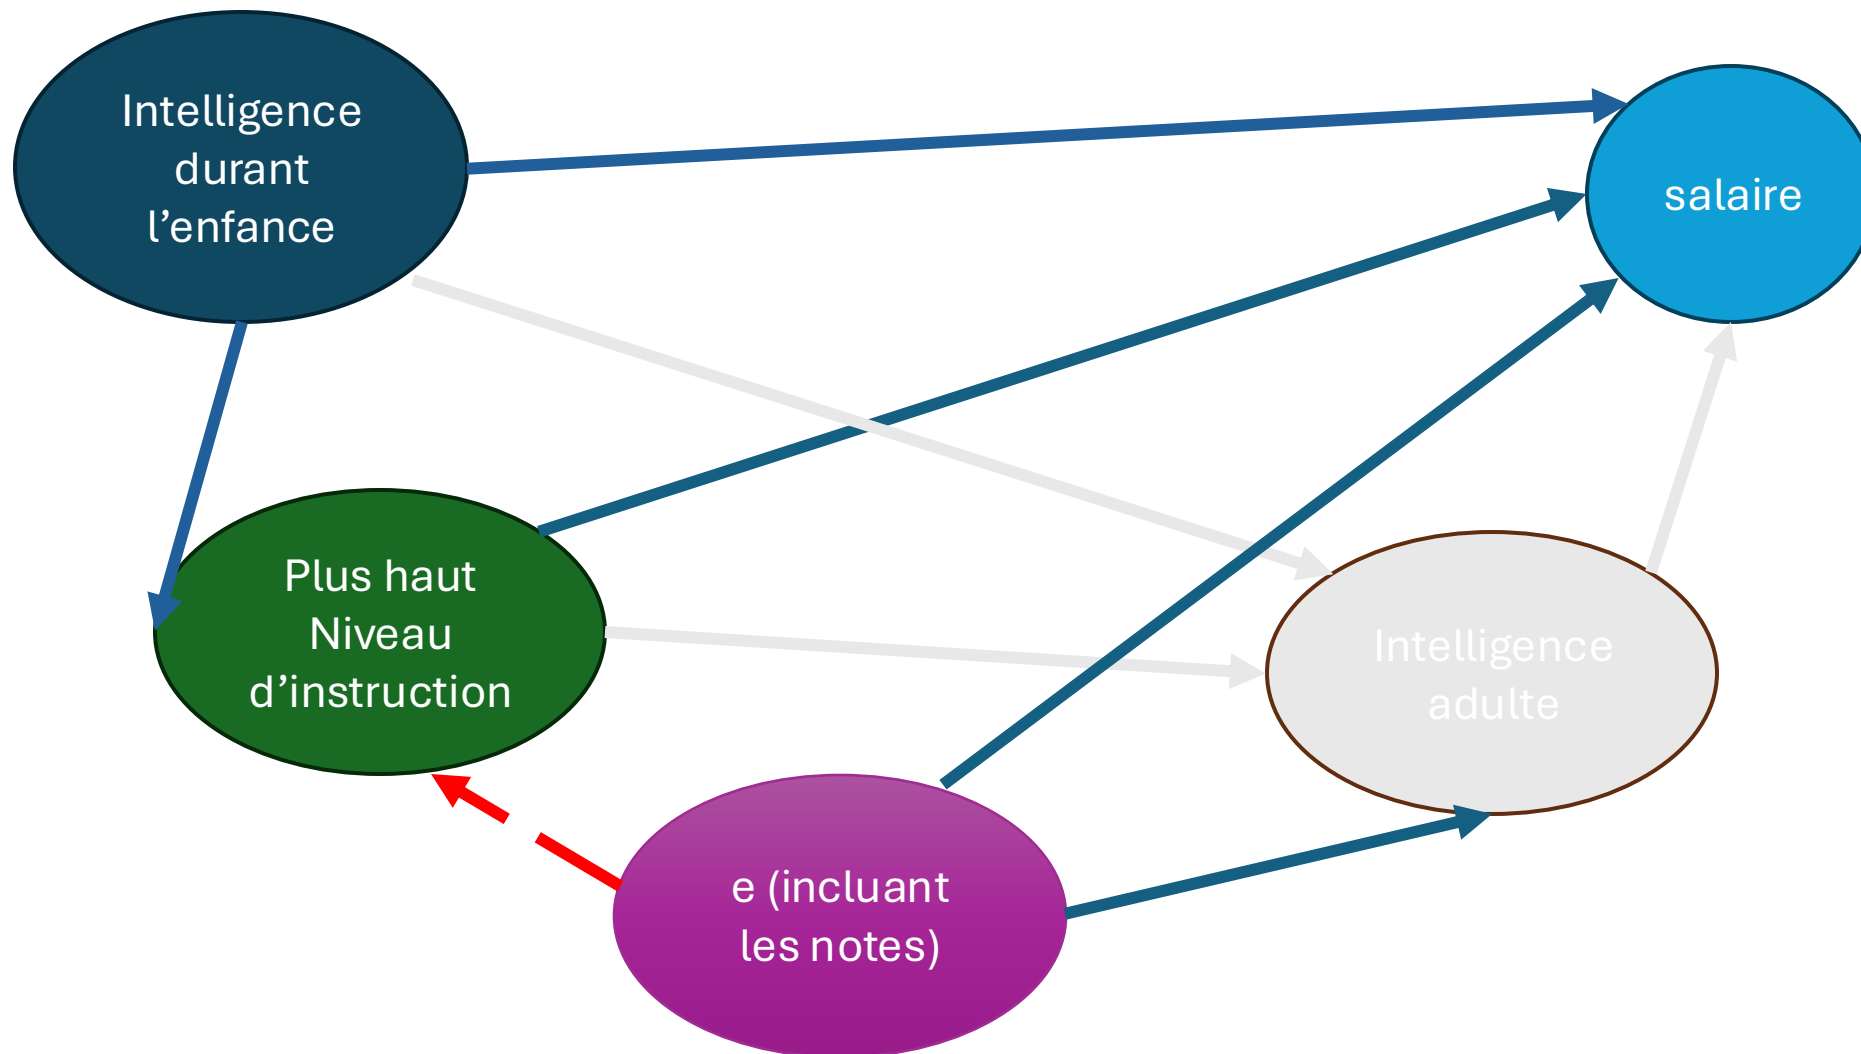 Intelligence
durant
l’enfance
salaire
Plus haut
Niveau
d’instruction
Intelligence
adulte
e (incluant
les notes)